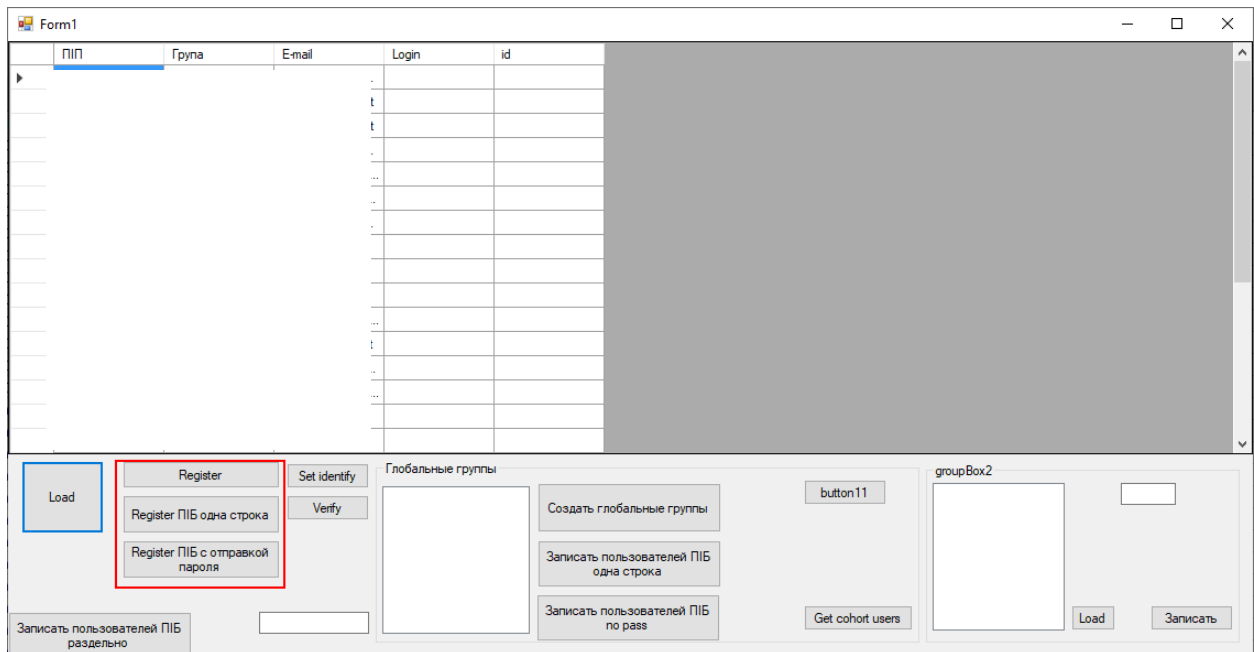 Form1
ПІП Група E-mail Login id
...
t
t
...
...
...
t
...
...
Load
Register
Register ПІБ одна строка
Register ПІБ с отправкой
пароля
Set identify
Verify
Записать пользователей ПІБ
раздельно
Глобальные группы
Создать глобальные группы
Записать пользователей ПІБ
одна строка
Записать пользователей ПІБ
no pass
button11
Get cohort users
groupBox2
Load
Записать